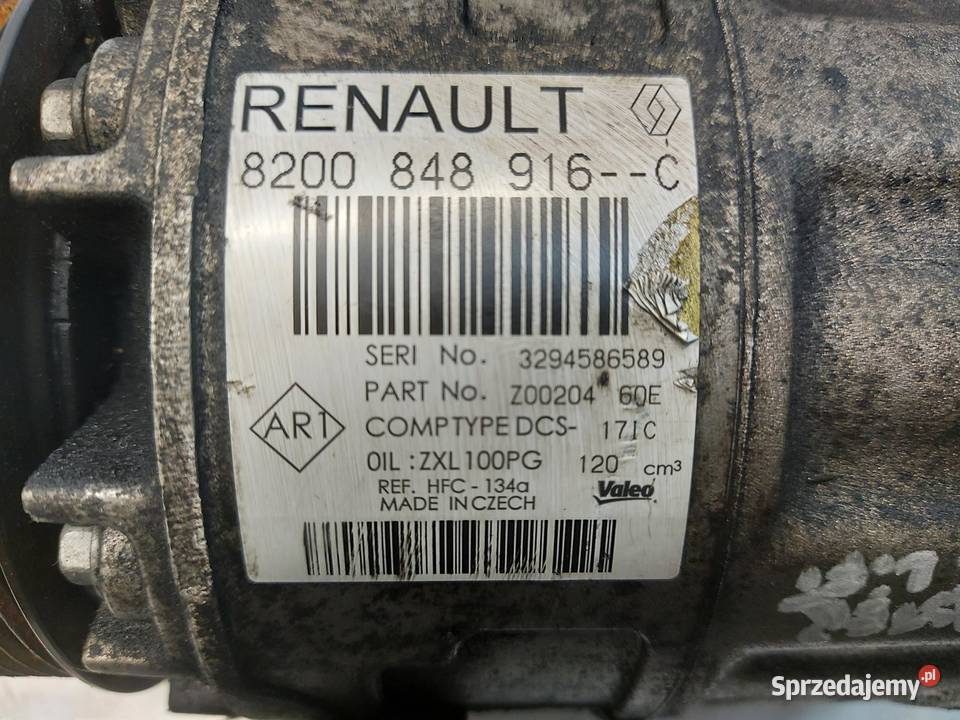 RENAULT
8200 848 916--C
SERI No. 3294586589
PART No. Z00204 60E
AR1
COMPTYPE DCS- 17IC
OIL : ZXL100PG 120 cm³
REF. HFC - 134a
Valeo
MADE IN CZECH
Sprzedajemy.pl